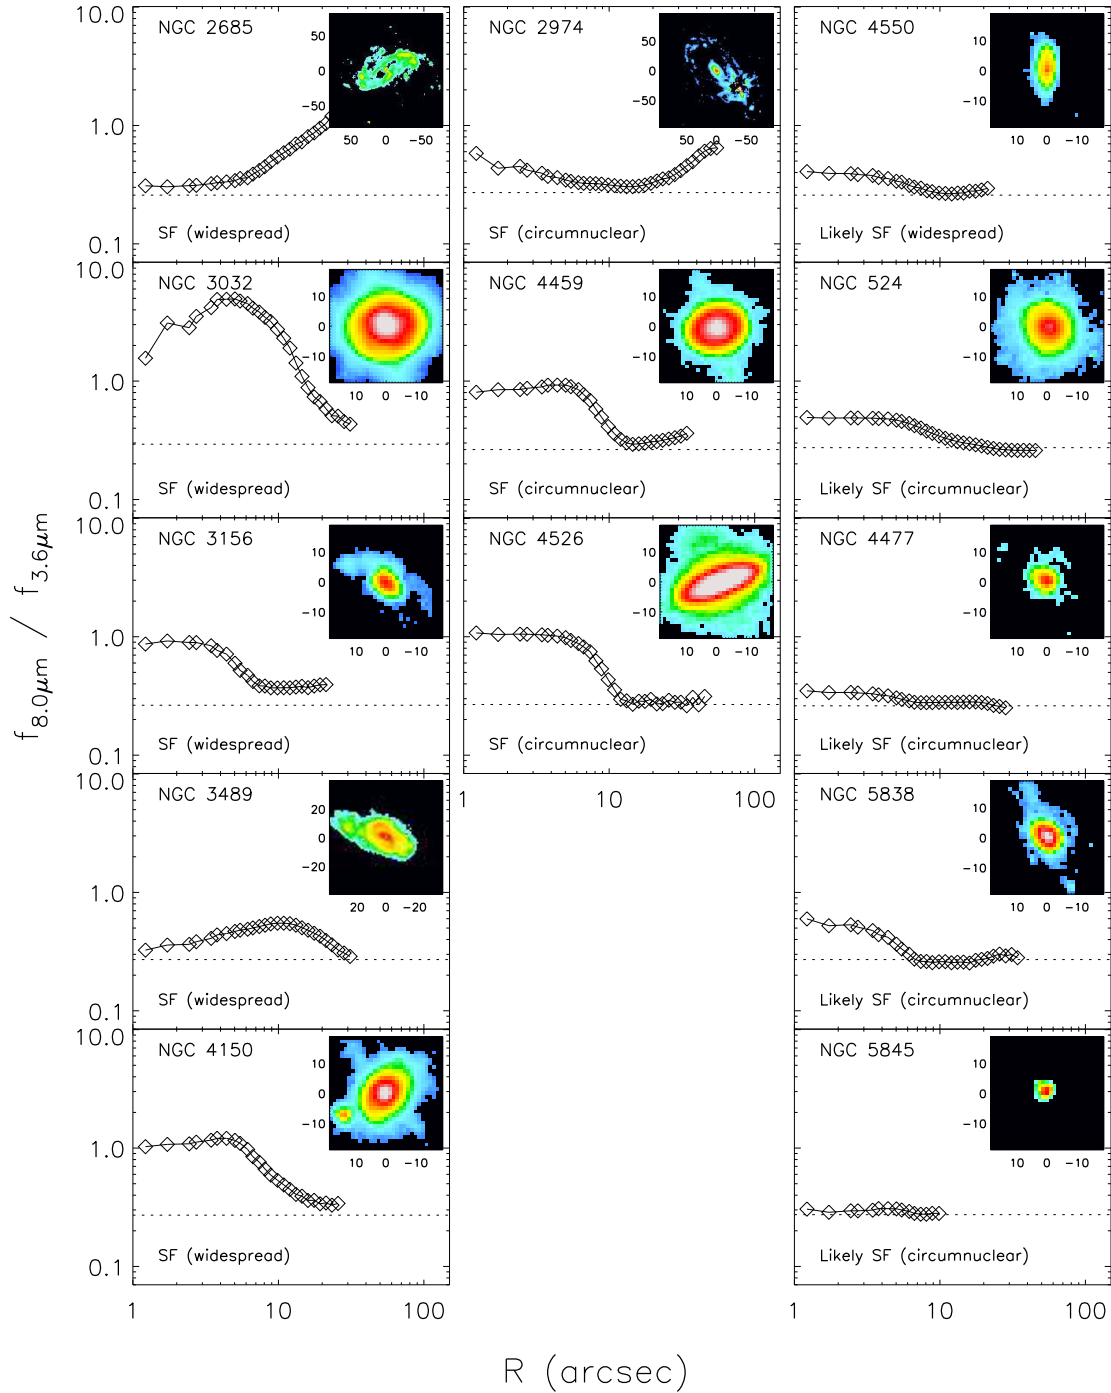 f8.0μm / f3.6μm
NGC 2685
50
0
−50
50 0 −50
10.0
1.0
0.1
SF (widespread)
NGC 2974
50
0
−50
50 0 −50
SF (circumnuclear)
NGC 4550
10
0
−10
10 0 −10
Likely SF (widespread)
NGC 3032
10
0
−10
10 0 −10
10.0
1.0
0.1
SF (widespread)
NGC 4459
10
0
−10
10 0 −10
SF (circumnuclear)
NGC 524
10
0
−10
10 0 −10
Likely SF (circumnuclear)
NGC 3156
10
0
−10
10 0 −10
10.0
1.0
0.1
SF (widespread)
NGC 4526
10
0
−10
10 0 −10
SF (circumnuclear)
1 10 100
NGC 4477
10
0
−10
10 0 −10
Likely SF (circumnuclear)
NGC 3489
20
0
−20
20 0 −20
10.0
1.0
0.1
SF (widespread)
NGC 5838
10
0
−10
10 0 −10
Likely SF (circumnuclear)
NGC 4150
10
0
−10
10 0 −10
10.0
1.0
0.1
SF (widespread)
1 10 100
NGC 5845
10
0
−10
10 0 −10
Likely SF (circumnuclear)
1 10 100
R (arcsec)